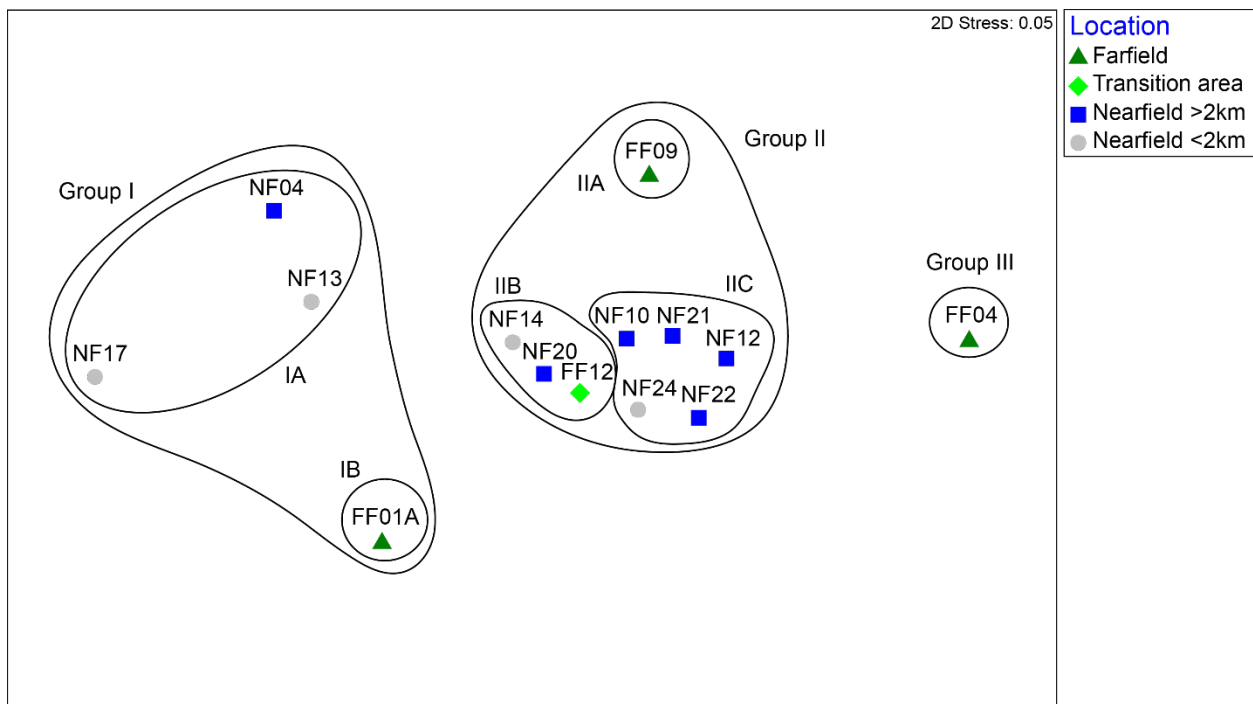 2D Stress: 0.05
Location
Farfield
Transition area
Nearfield >2km
Nearfield <2km
Group I
NF04
NF13
NF17
IA
IB
FF01A
Group II
FF09
IIA
IIB
NF14
NF20
FF12
IIC
NF10
NF21
NF12
NF24
NF22
Group III
FF04